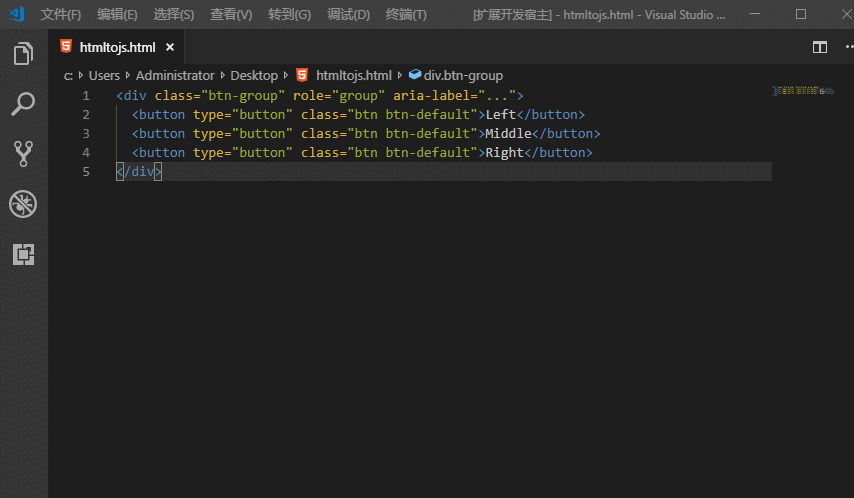 文件(F) 编辑(E) 选择(S) 查看(V) 转到(G) 调试(D) 终端(T) [扩展开发宿主] - htmltojs.html - Visual Studio ...
htmltojs.html
c: Users Administrator Desktop htmltojs.html div.btn-group
1 <div class="btn-group" role="group" aria-label="...">
2   <button type="button" class="btn btn-default">Left</button>
3   <button type="button" class="btn btn-default">Middle</button>
4   <button type="button" class="btn btn-default">Right</button>
5 </div>